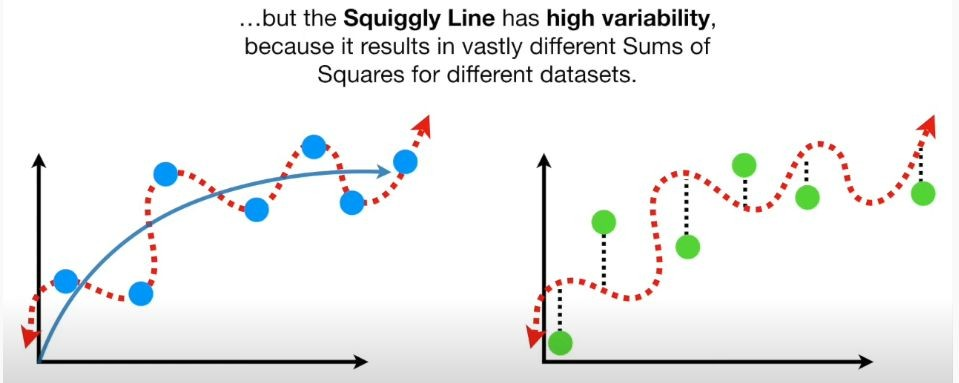 …but the Squiggly Line has high variability,
because it results in vastly different Sums of
Squares for different datasets.